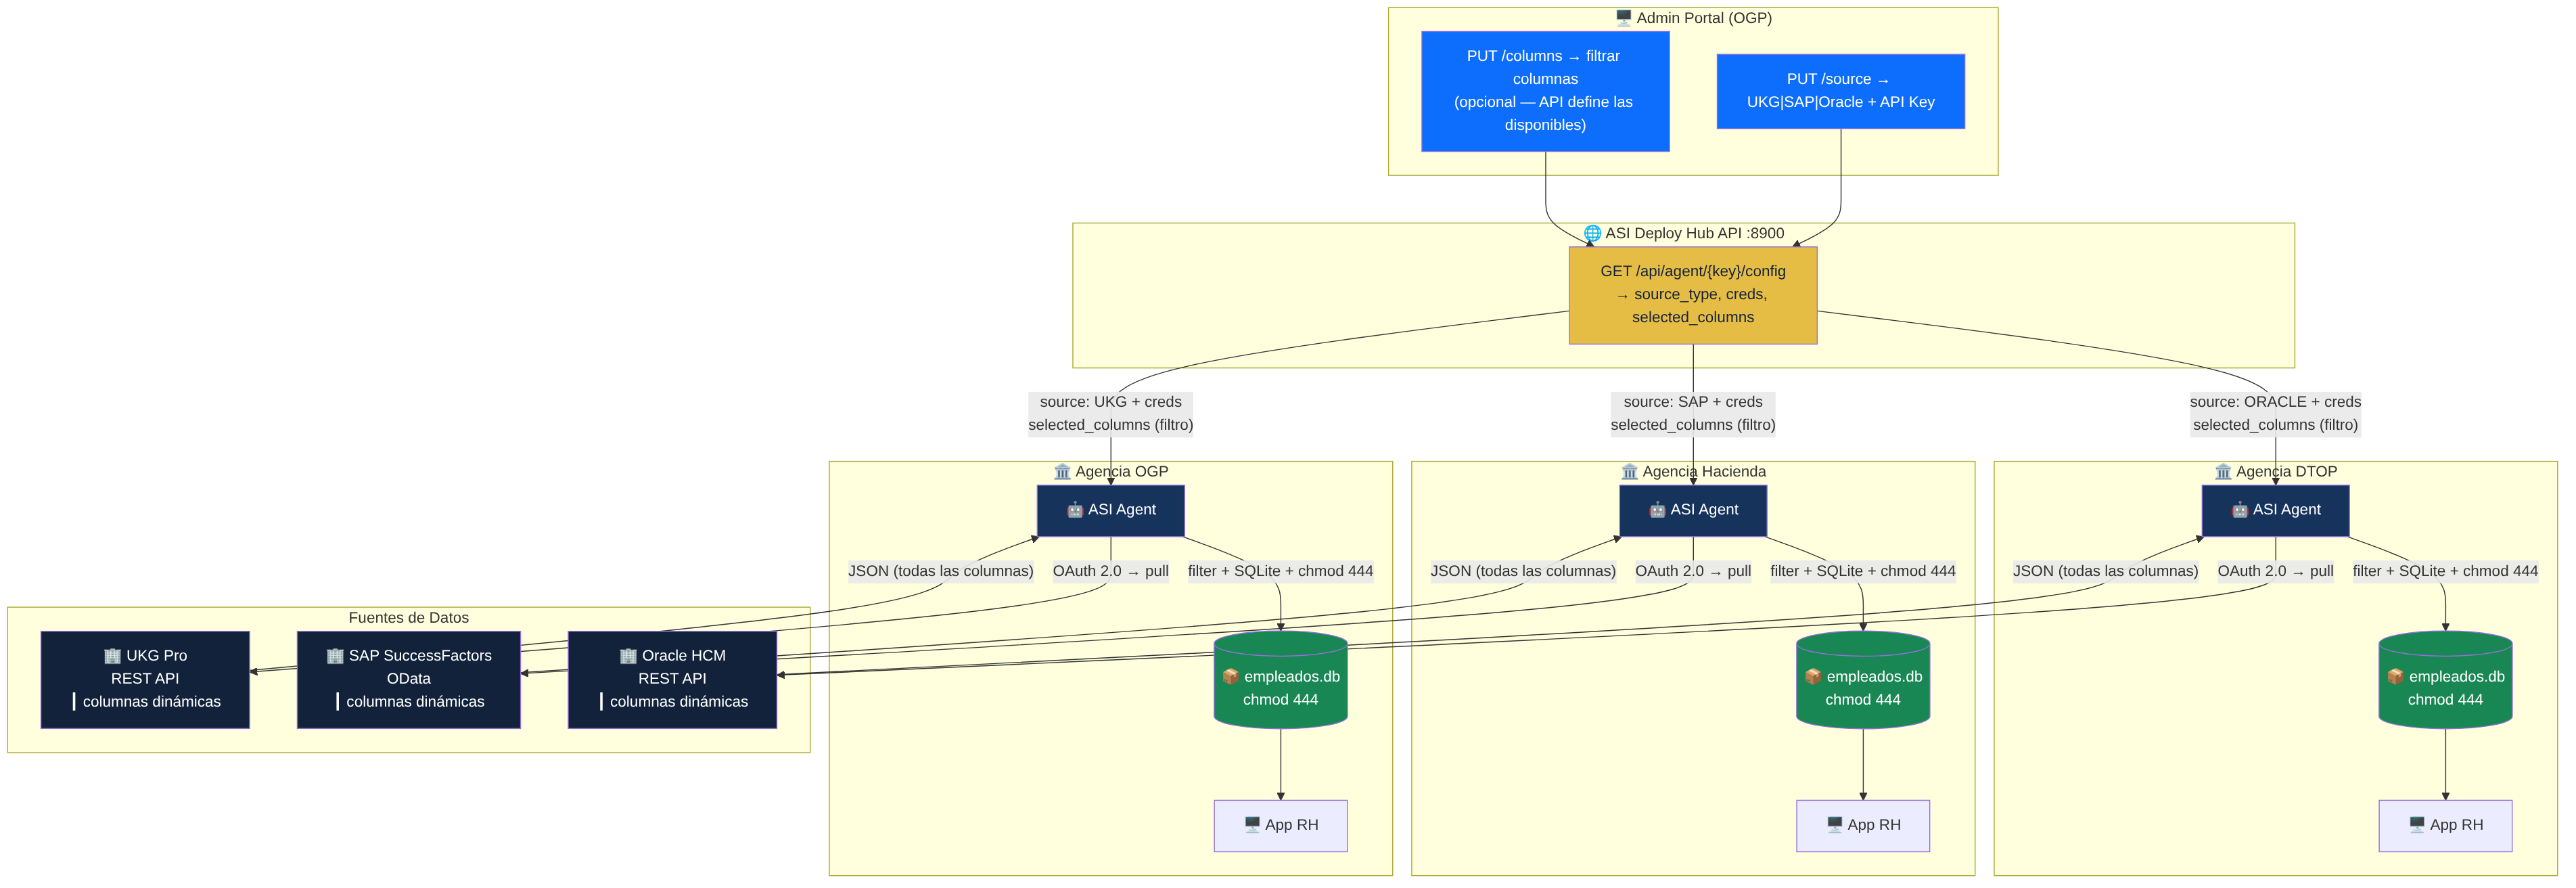 🖥️ Admin Portal (OGP)
PUT /columns → filtrar
columnas
(opcional — API define las
disponibles)
PUT /source →
UKG|SAP|Oracle + API Key
🌐 ASI Deploy Hub API :8900
GET /api/agent/{key}/config
→ source_type, creds,
selected_columns
source: UKG + creds
selected_columns (filtro)
source: SAP + creds
selected_columns (filtro)
source: ORACLE + creds
selected_columns (filtro)
🏛️ Agencia OGP
🤖 ASI Agent
JSON (todas las columnas)
OAuth 2.0 → pull
filter + SQLite + chmod 444
📦 empleados.db
chmod 444
🖥️ App RH
🏛️ Agencia Hacienda
🤖 ASI Agent
JSON (todas las columnas)
OAuth 2.0 → pull
filter + SQLite + chmod 444
📦 empleados.db
chmod 444
🖥️ App RH
🏛️ Agencia DTOP
🤖 ASI Agent
JSON (todas las columnas)
OAuth 2.0 → pull
filter + SQLite + chmod 444
📦 empleados.db
chmod 444
🖥️ App RH
Fuentes de Datos
🏢 UKG Pro
REST API
┃ columnas dinámicas
🏢 SAP SuccessFactors
OData
┃ columnas dinámicas
🏢 Oracle HCM
REST API
┃ columnas dinámicas